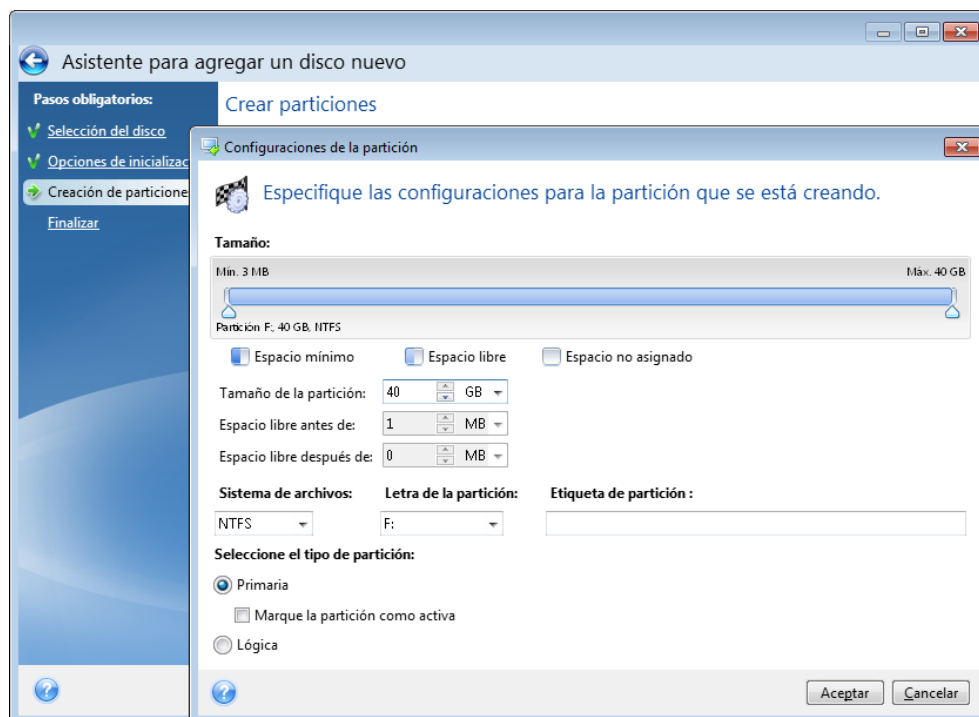 Asistente para agregar un disco nuevo
Pasos obligatorios:
Selección del disco
Opciones de inicializac
Creación de particione
Finalizar
Crear particiones
Configuraciones de la partición
Especifique las configuraciones para la partición que se está creando.
Tamaño:
Mín. 3 MB Máx. 40 GB
Partición F:, 40 GB, NTFS
Espacio mínimo Espacio libre Espacio no asignado
Tamaño de la partición: 40 GB
Espacio libre antes de: 1 MB
Espacio libre después de: 0 MB
Sistema de archivos: Letra de la partición: Etiqueta de partición :
NTFS F:
Seleccione el tipo de partición:
Primaria
Marque la partición como activa
Lógica
Aceptar Cancelar